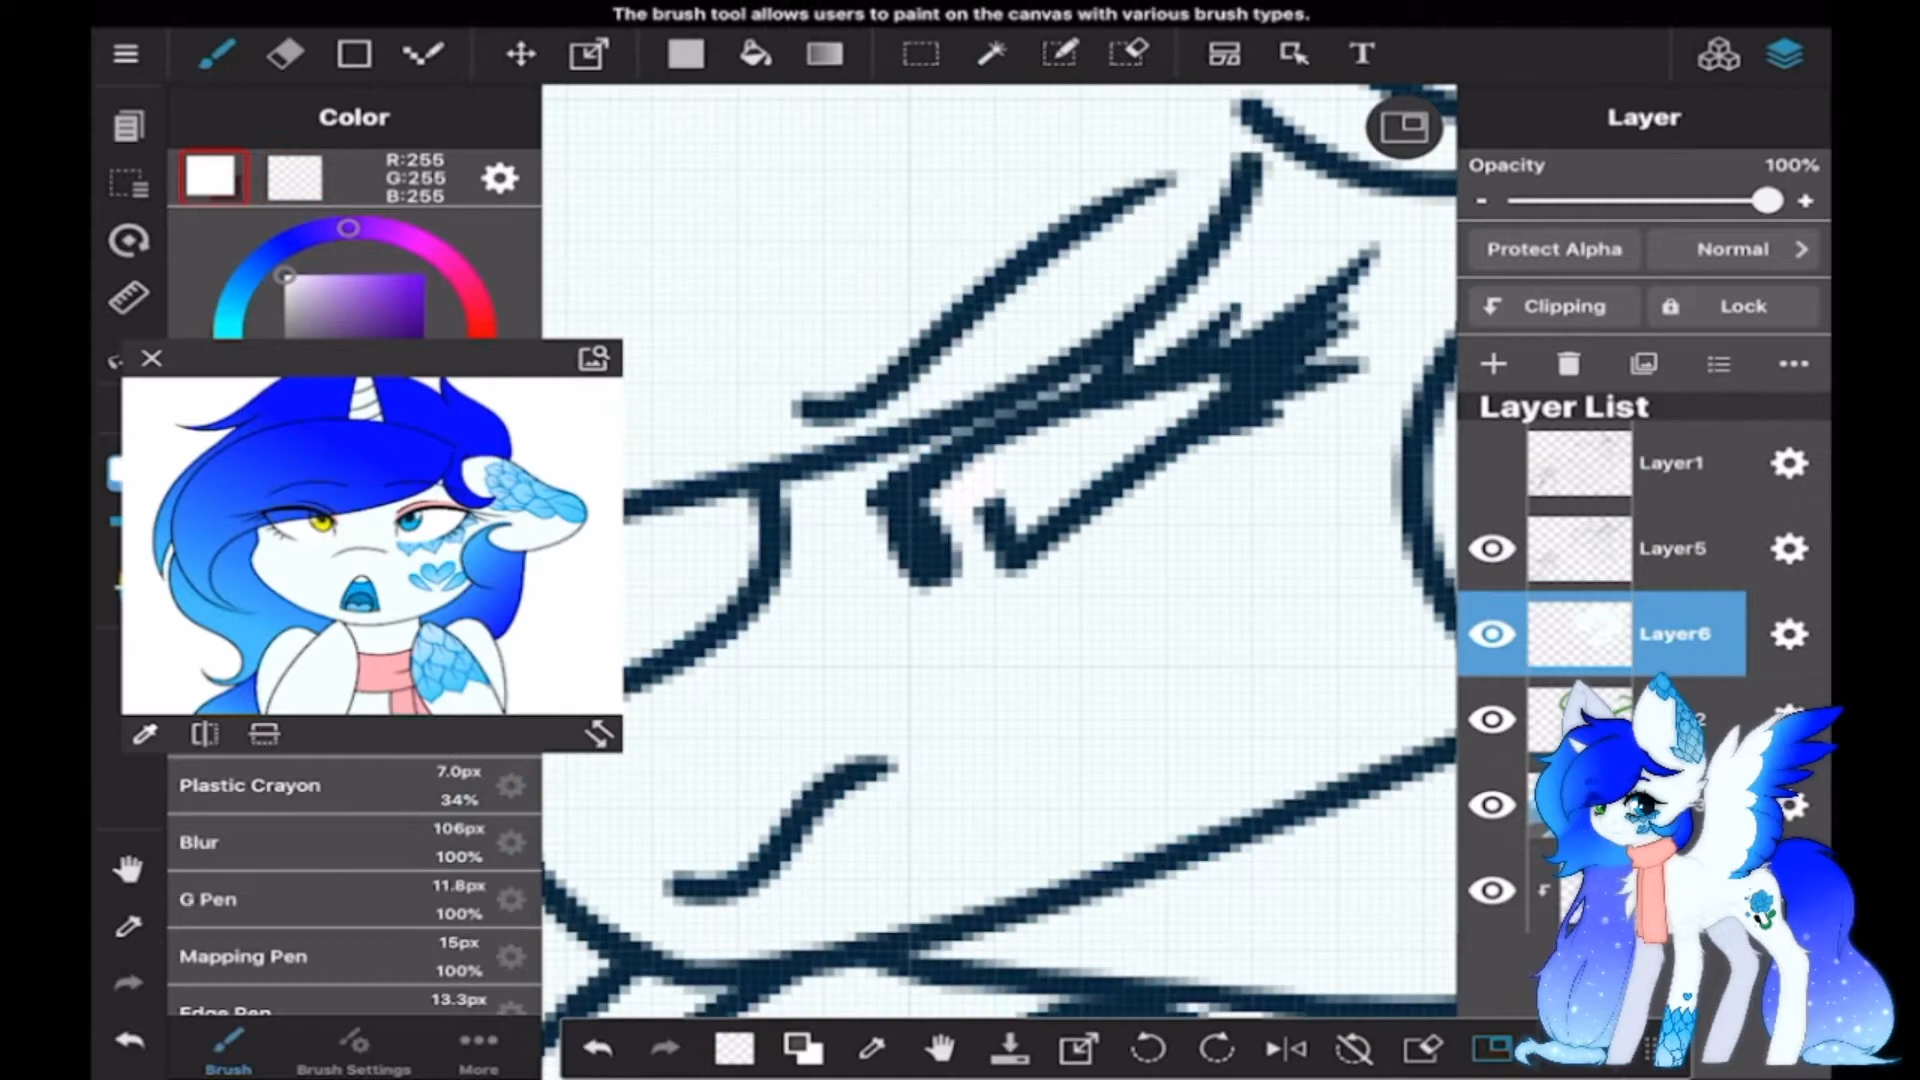 The brush tool allows users to paint on the canvas with various brush types.
T
Color
Layer
R:255
G:255
B:255
Opacity
100%
-
+
Protect Alpha
Normal
Clipping
Lock
Layer List
Layer1
Layer5
Layer6
2
3
Plastic Crayon
7.0px
34%
Blur
106px
100%
G Pen
11.8px
100%
Mapping Pen
15px
100%
Edge Pen
13.3px
Brush
Brush Settings
More